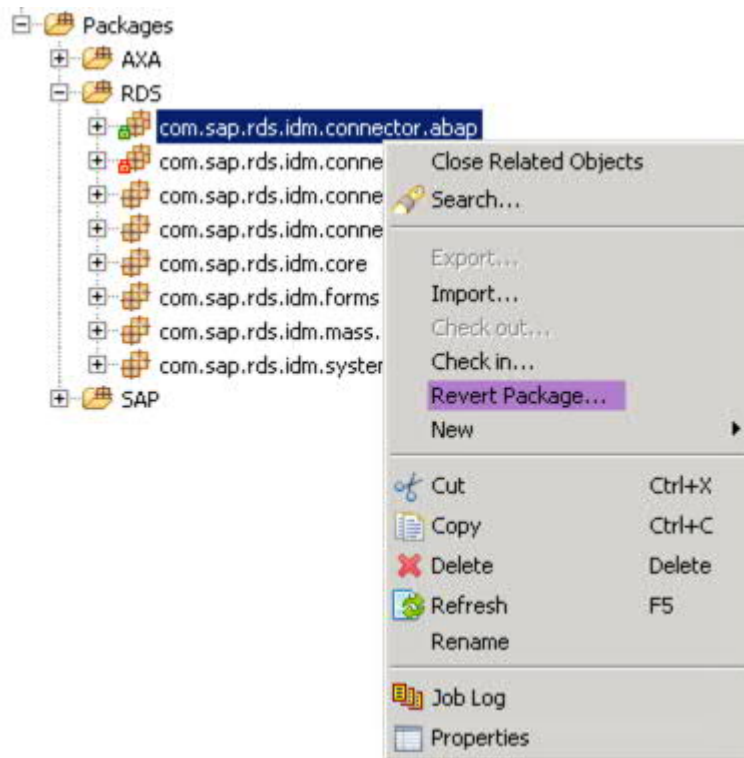 Packages
AXA
RDS
com.sap.rds.idm.connector.abap
com.sap.rds.idm.conne
com.sap.rds.idm.conne
com.sap.rds.idm.conne
com.sap.rds.idm.core
com.sap.rds.idm.forms
com.sap.rds.idm.mass.
com.sap.rds.idm.system
SAP
Close Related Objects
Search...
Export...
Import...
Check out...
Check in...
Revert Package...
New
Cut Ctrl+X
Copy Ctrl+C
Delete Delete
Refresh F5
Rename
Job Log
Properties